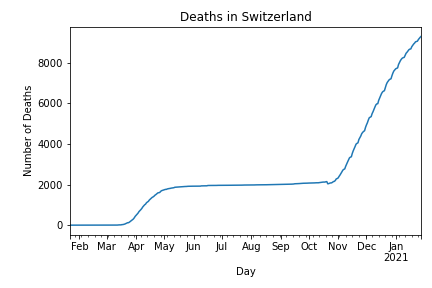 Deaths in Switzerland
Number of Deaths
8000
6000
4000
2000
0
Feb Mar Apr May Jun Jul Aug Sep Oct Nov Dec Jan
2021
Day